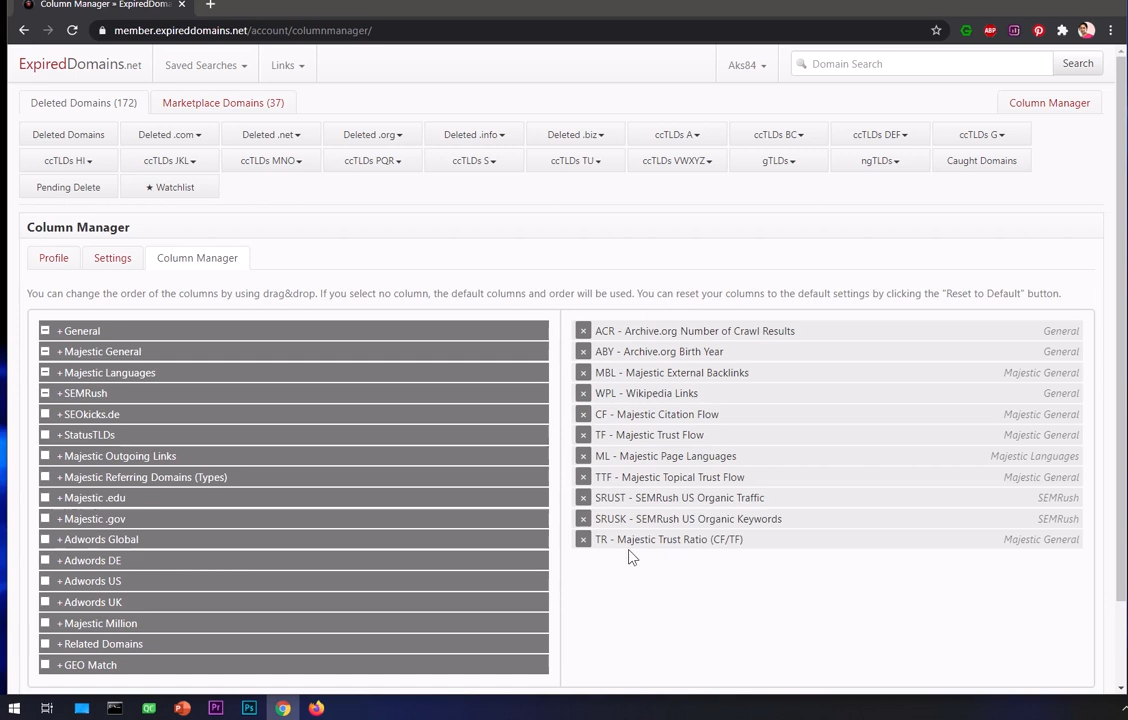 Column Manager » ExpiredDoma
member.expireddomains.net/account/columnmanager/
ABP
ExpiredDomains.net
Saved Searches
Links
Aks84
Domain Search
Search
Deleted Domains (172)
Marketplace Domains (37)
Column Manager
Deleted Domains
Deleted .com
Deleted .net
Deleted .org
Deleted .info
Deleted .biz
ccTLDs A
ccTLDs BC
ccTLDs DEF
ccTLDs G
ccTLDs HI
ccTLDs JKL
ccTLDs MNO
ccTLDs PQR
ccTLDs S
ccTLDs TU
ccTLDs VWXYZ
gTLDs
ngTLDs
Caught Domains
Pending Delete
★ Watchlist
Column Manager
Profile
Settings
Column Manager
You can change the order of the columns by using drag&drop. If you select no column, the default columns and order will be used. You can reset your columns to the default settings by clicking the "Reset to Default" button.
+ General
+ Majestic General
+ Majestic Languages
+ SEMRush
+ SEOkicks.de
+ StatusTLDs
+ Majestic Outgoing Links
+ Majestic Referring Domains (Types)
+ Majestic .edu
+ Majestic .gov
+ Adwords Global
+ Adwords DE
+ Adwords US
+ Adwords UK
+ Majestic Million
+ Related Domains
+ GEO Match
× ACR - Archive.org Number of Crawl Results General
× ABY - Archive.org Birth Year General
× MBL - Majestic External Backlinks Majestic General
× WPL - Wikipedia Links General
× CF - Majestic Citation Flow Majestic General
× TF - Majestic Trust Flow Majestic General
× ML - Majestic Page Languages Majestic Languages
× TTF - Majestic Topical Trust Flow Majestic General
× SRUST - SEMRush US Organic Traffic SEMRush
× SRUSK - SEMRush US Organic Keywords SEMRush
× TR - Majestic Trust Ratio (CF/TF) Majestic General
QC
Pr
Ps